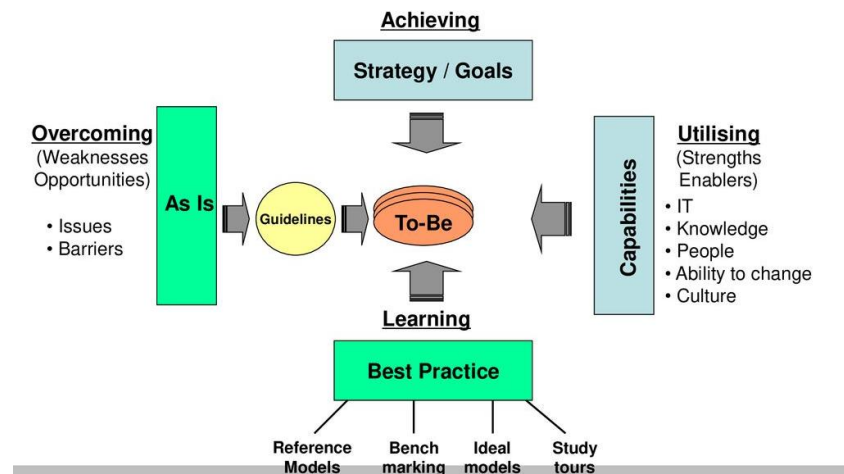 Achieving
Strategy / Goals
Overcoming
(Weaknesses
Opportunities)
• Issues
• Barriers
As Is
Guidelines
To-Be
Capabilities
Utilising
(Strengths
Enablers)
• IT
• Knowledge
• People
• Ability to change
• Culture
Learning
Best Practice
Reference
Models
Bench
marking
Ideal
models
Study
tours